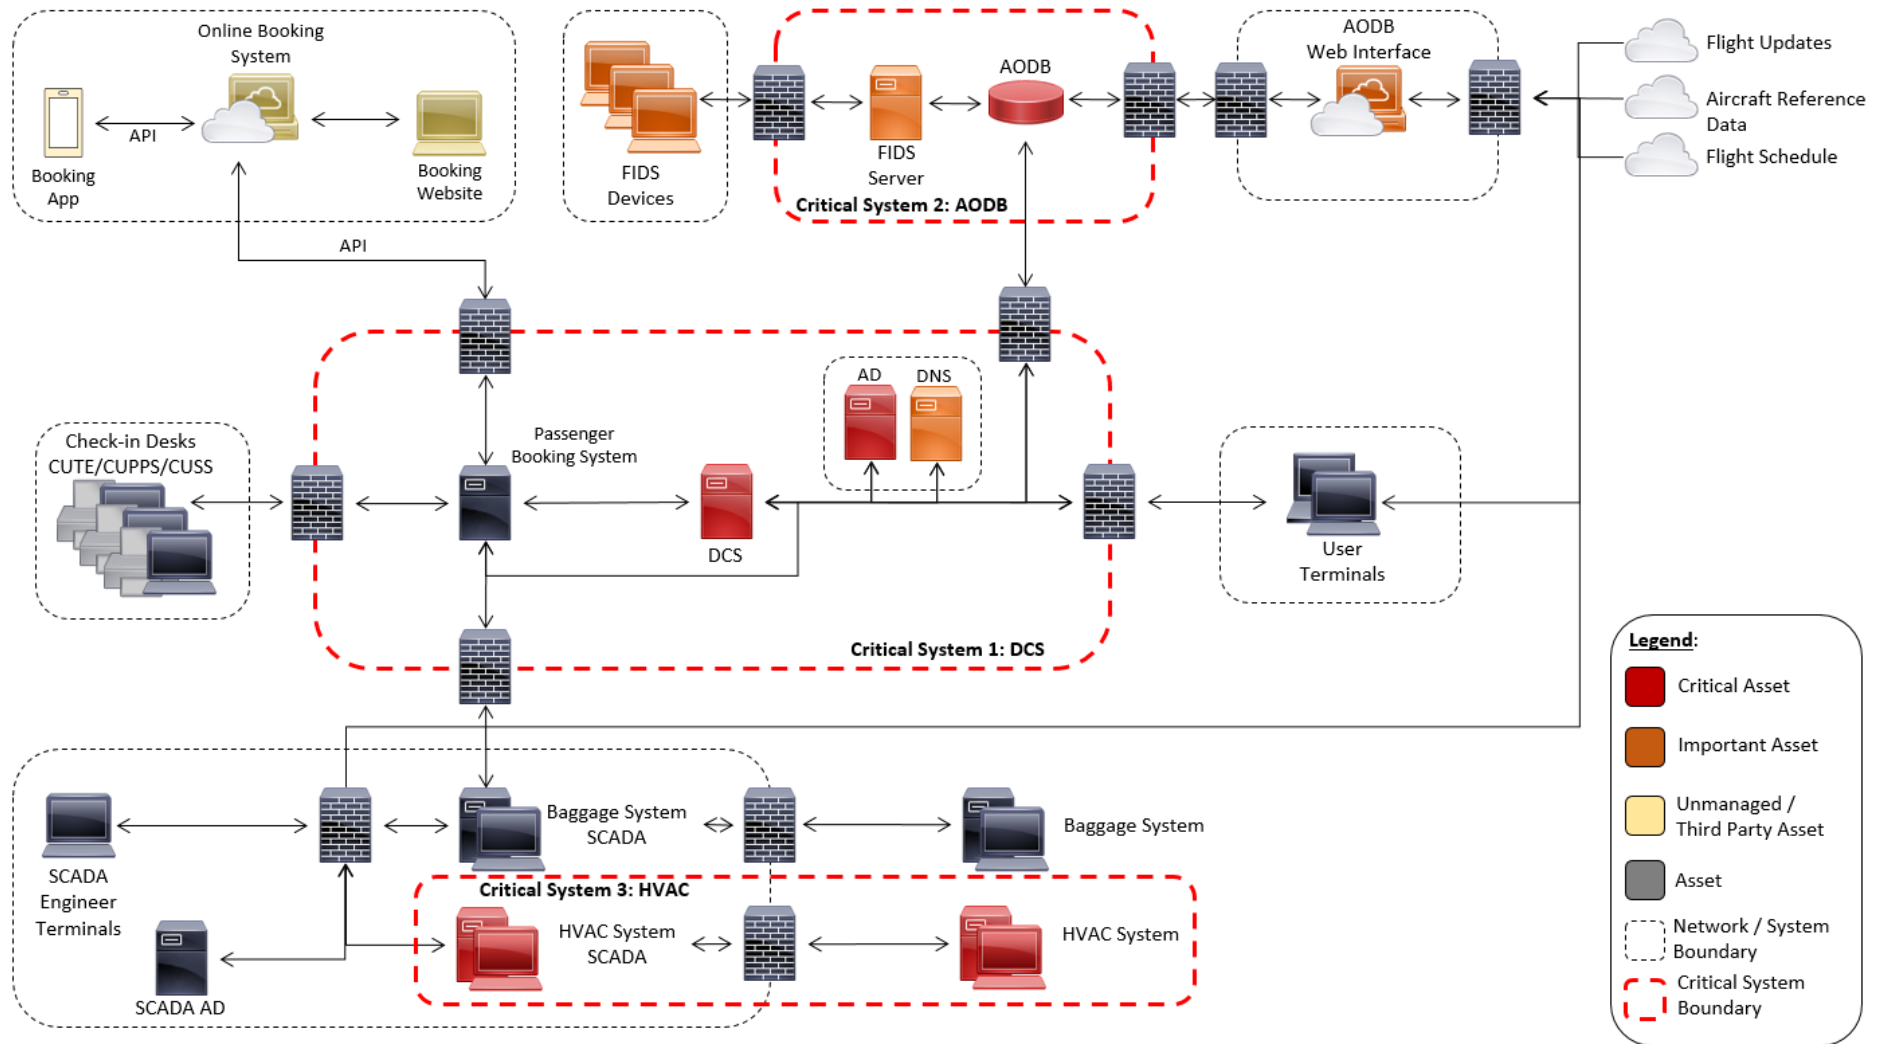 Online Booking
System
API
Booking
App
Booking
Website
FIDS
Devices
FIDS
Server
AODB
Critical System 2: AODB
AODB
Web Interface
Flight Updates
Aircraft Reference
Data
Flight Schedule
API
Check-in Desks
CUTE/CUPPS/CUSS
Passenger
Booking System
DCS
AD
DNS
User
Terminals
Critical System 1: DCS
SCADA
Engineer
Terminals
SCADA AD
Baggage System
SCADA
Baggage System
Critical System 3: HVAC
HVAC System
SCADA
HVAC System
Legend:
Critical Asset
Important Asset
Unmanaged /
Third Party Asset
Asset
Network / System
Boundary
Critical System
Boundary